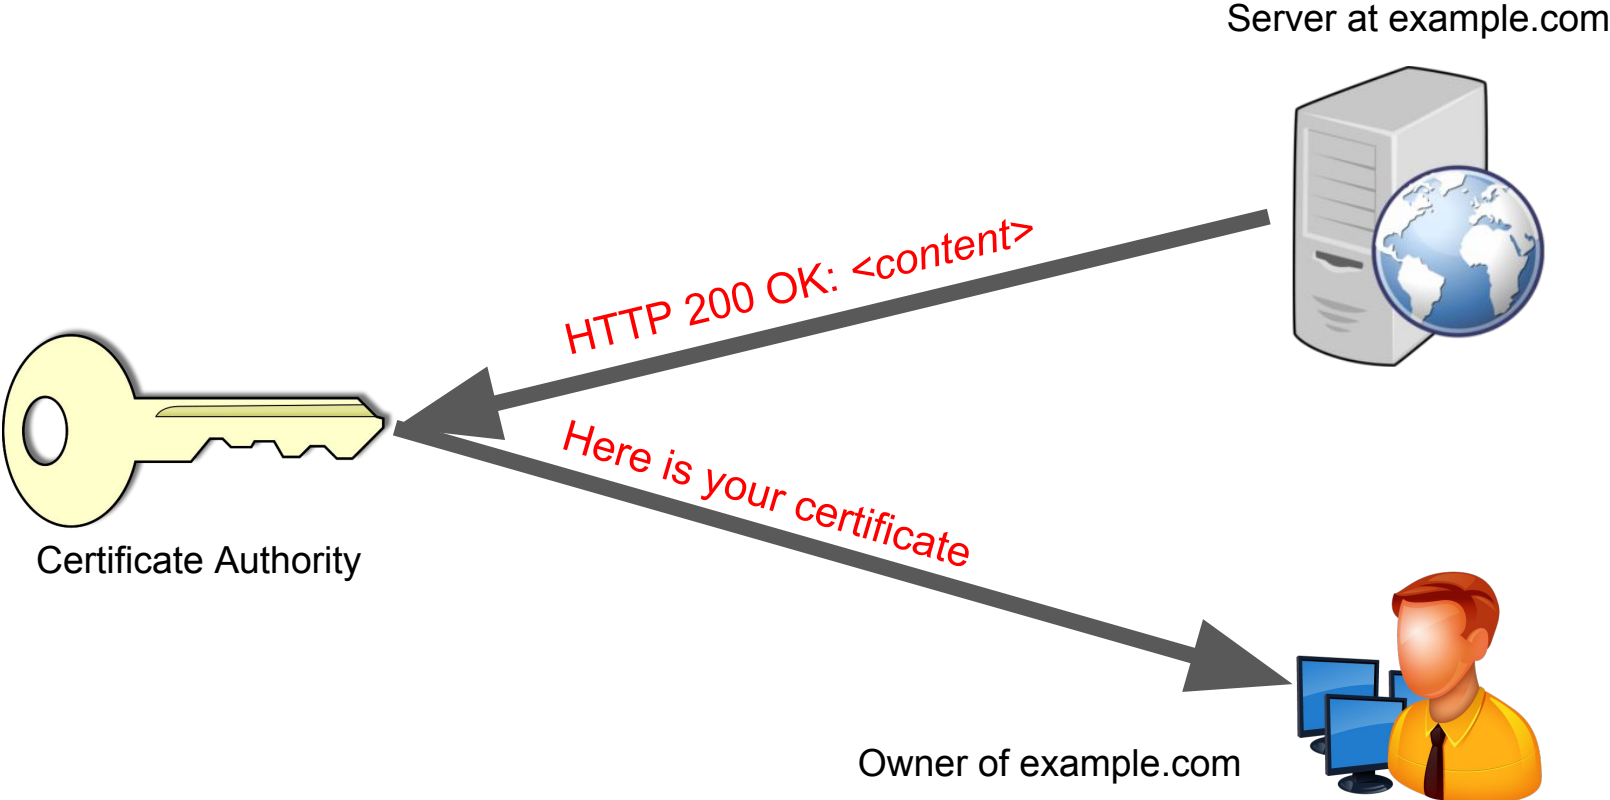 Server at example.com
HTTP 200 OK: <content>
Here is your certificate
Certificate Authority
Owner of example.com